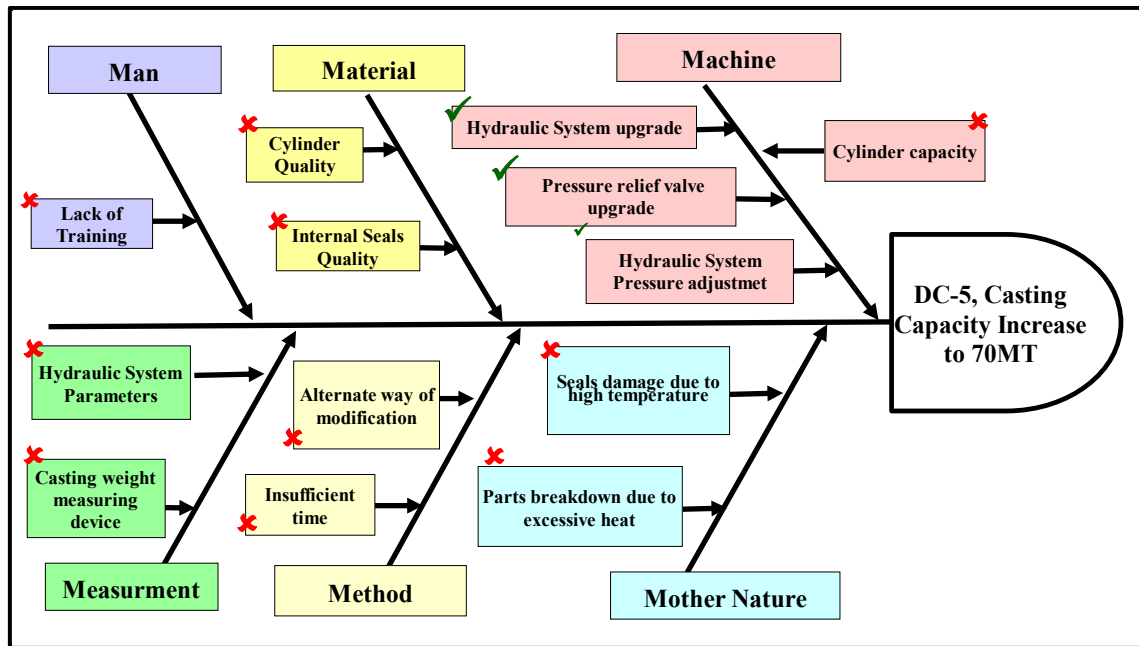 Man
Material
Machine
Hydraulic System upgrade
Cylinder
Quality
Cylinder capacity
Pressure relief valve
upgrade
Lack of
Training
Internal Seals
Quality
Hydraulic System
Pressure adjustmet
DC-5, Casting
Capacity Increase
to 70MT
Hydraulic System
Parameters
Alternate way of
modification
Seals damage due to
high temperature
Casting weight
measuring
device
Insufficient
time
Parts breakdown due to
excessive heat
Measurment
Method
Mother Nature